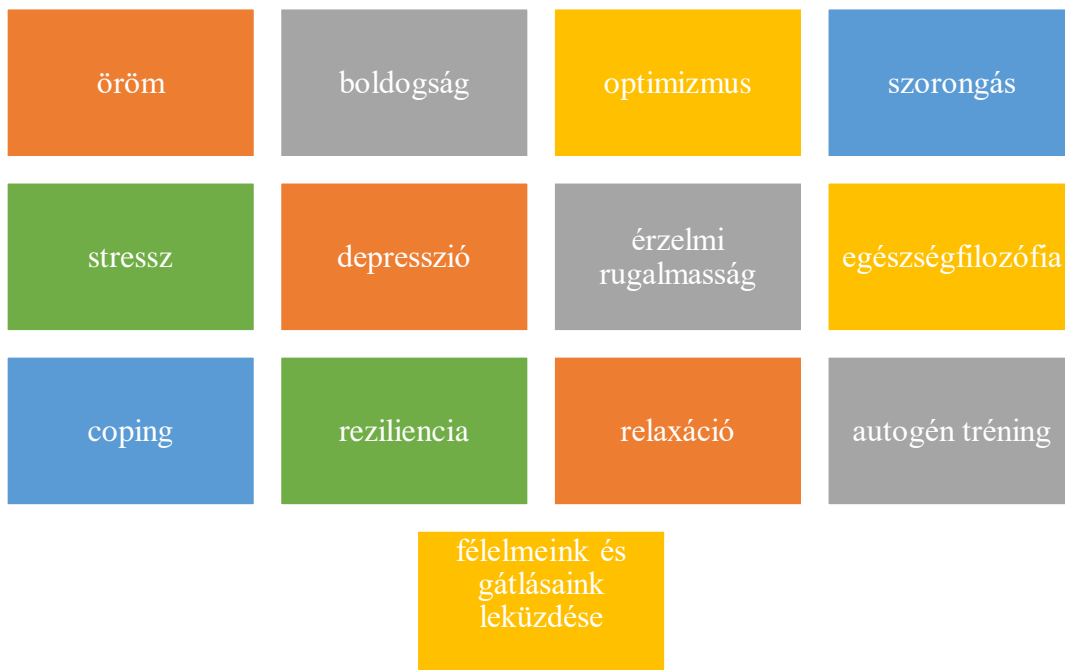 öröm
boldogság
optimizmus
szorongás
stressz
depresszió
érzelmi
rugalmasság
egészségfilozófia
coping
reziliencia
relaxáció
autogén tréning
félelmeink és
gátlásaink
leküzdése